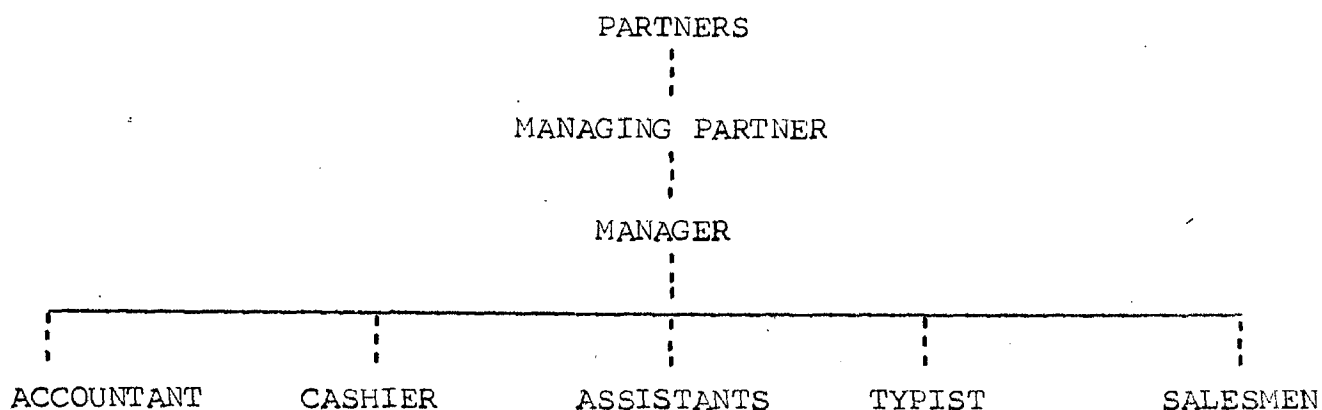 PARTNERS
MANAGING PARTNER
MANAGER
ACCOUNTANT CASHIER ASSISTANTS TYPIST SALESMEN